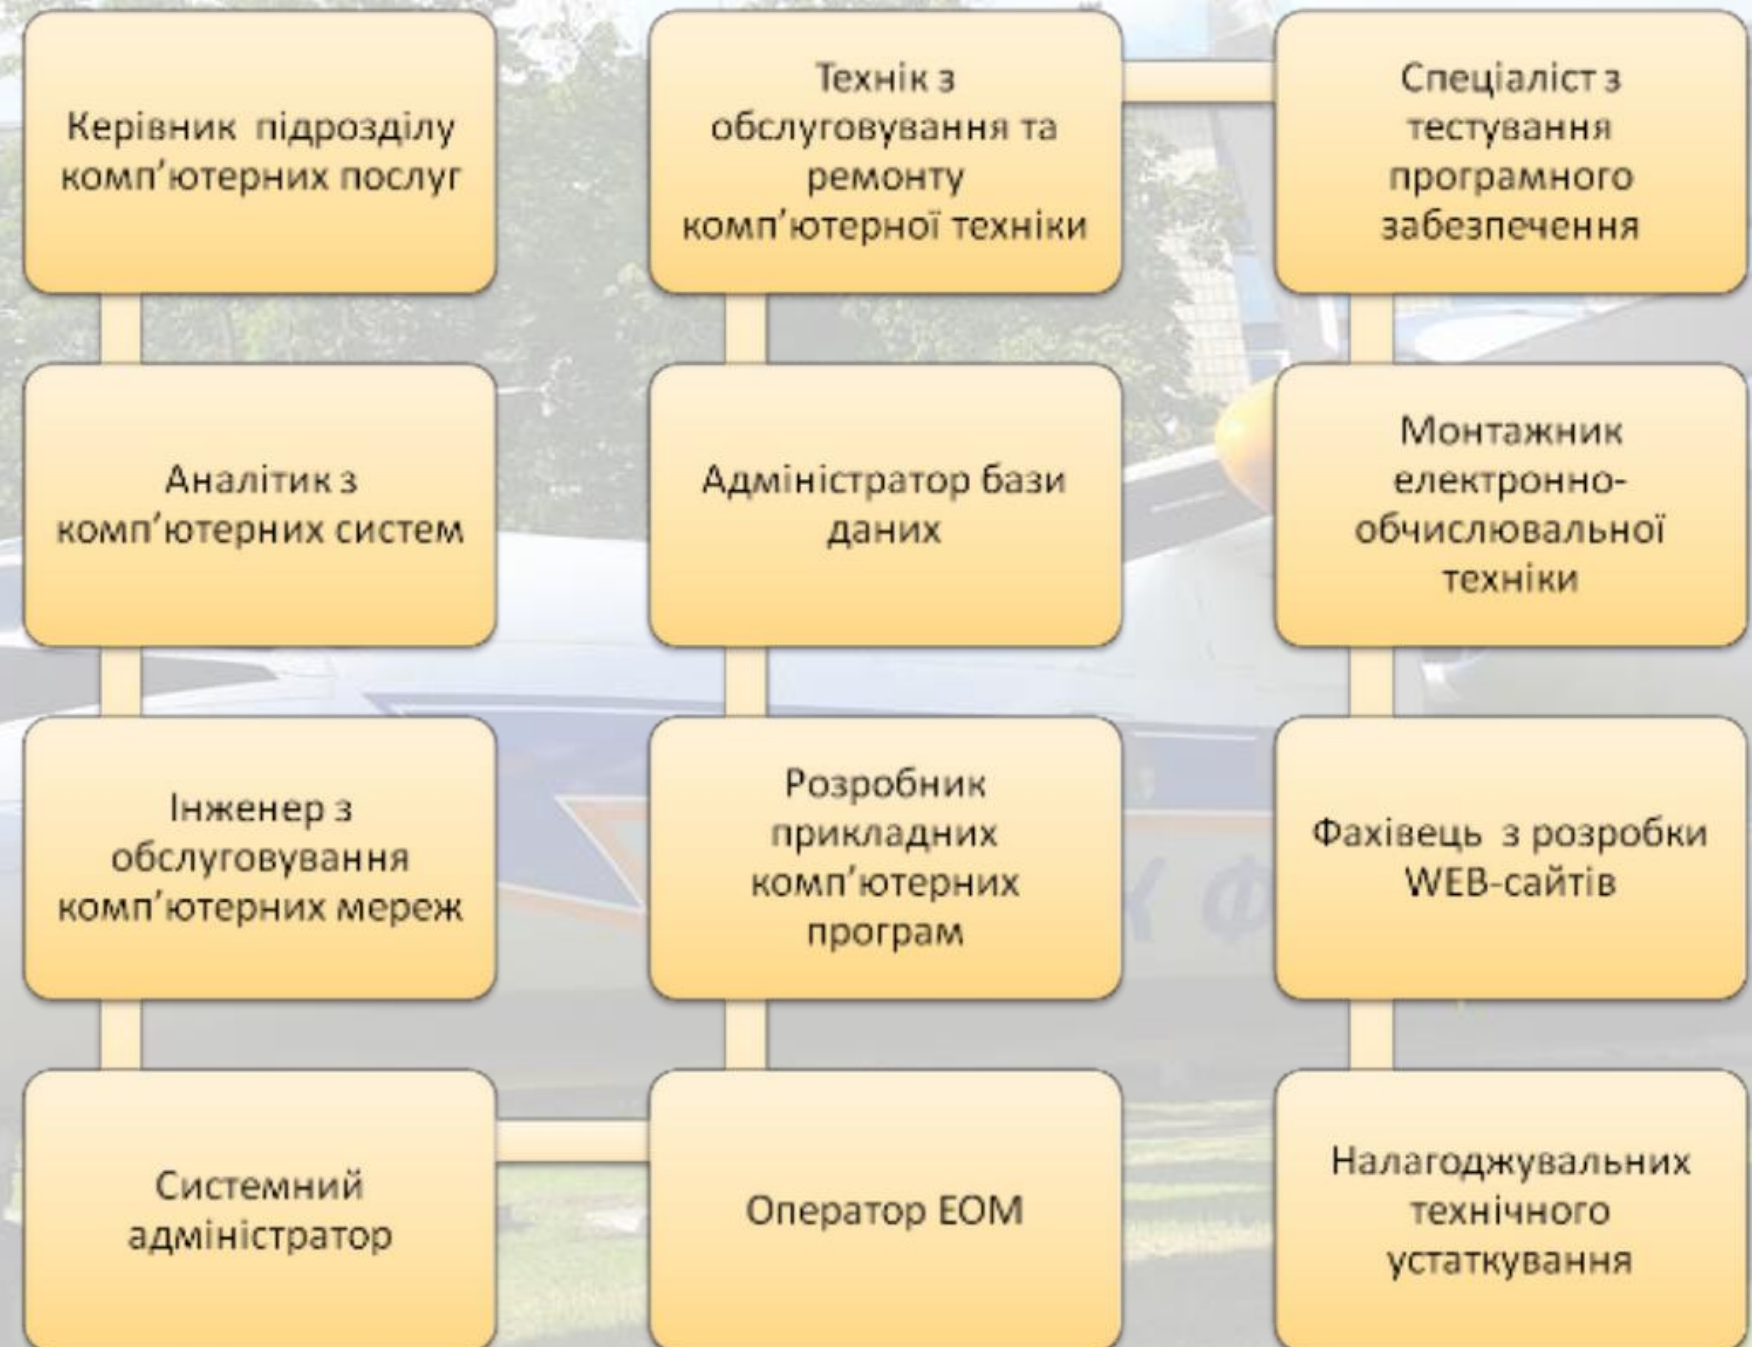 Керівник підрозділу
комп'ютерних послуг
Аналітик з
комп'ютерних систем
Інженер з
обслуговування
комп'ютерних мереж
Системний
адміністратор
Оператор ЕОМ
Розробник
прикладних
комп'ютерних
програм
Адміністратор бази
даних
Технік з
обслуговування та
ремонту
комп'ютерної техніки
Спеціаліст з
тестування
програмного
забезпечення
Монтажник
електронно-
обчислювальної
техніки
Фахівець з розробки
WEB-сайтів
Налагоджувальних
технічного
устаткування